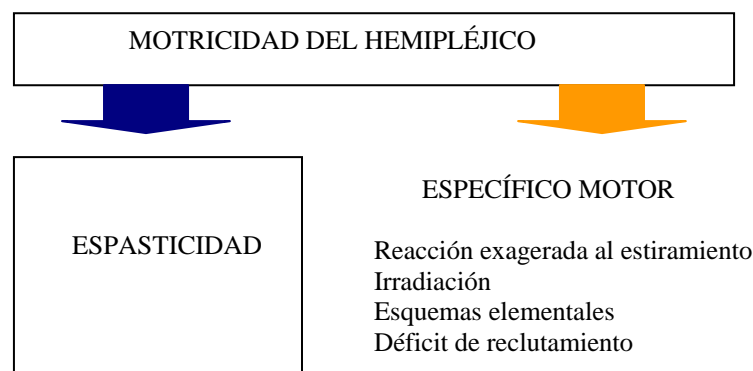 MOTRICIDAD DEL HEMIPLÉJICO
ESPASTICIDAD
ESPECÍFICO MOTOR
Reacción exagerada al estiramiento
Irradiación
Esquemas elementales
Déficit de reclutamiento